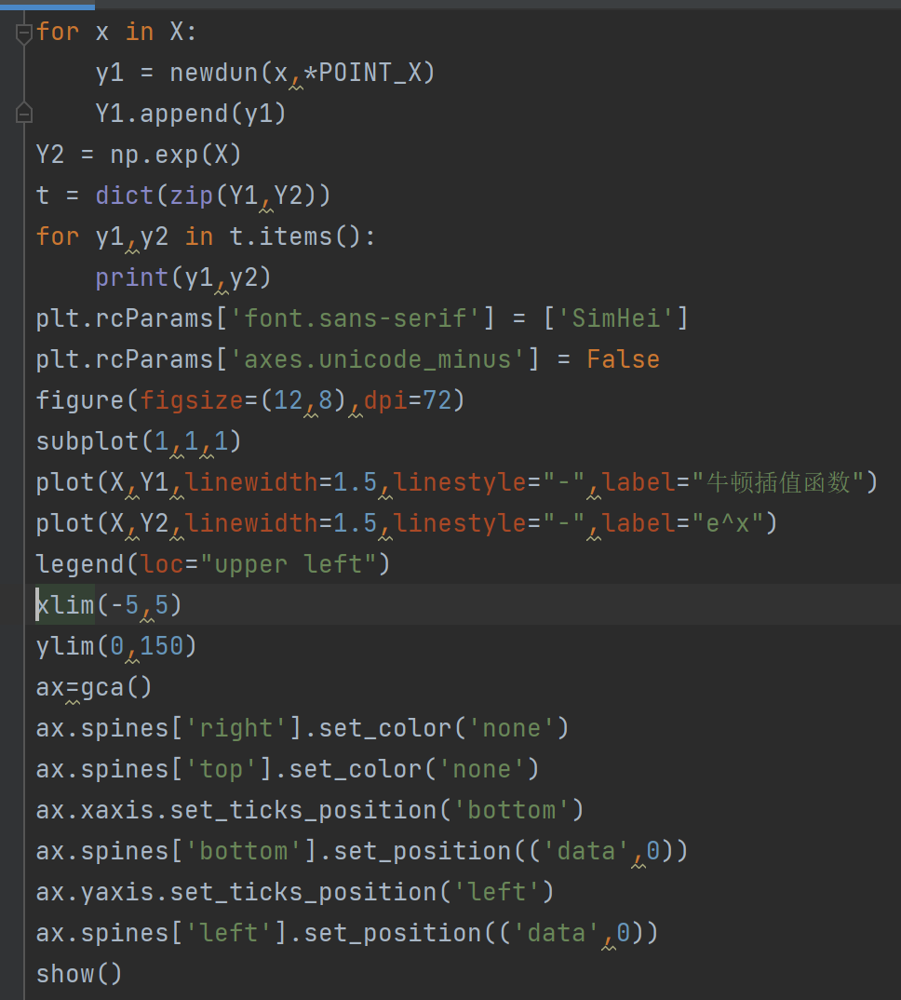 for x in X:
    y1 = newdun(x,*POINT_X)
    Y1.append(y1)
Y2 = np.exp(X)
t = dict(zip(Y1,Y2))
for y1,y2 in t.items():
    print(y1,y2)
plt.rcParams['font.sans-serif'] = ['SimHei']
plt.rcParams['axes.unicode_minus'] = False
figure(figsize=(12,8),dpi=72)
subplot(1,1,1)
plot(X,Y1,linewidth=1.5,linestyle="-",label="牛顿插值函数")
plot(X,Y2,linewidth=1.5,linestyle="-",label="e^x")
legend(loc="upper left")
xlim(-5,5)
ylim(0,150)
ax=gca()
ax.spines['right'].set_color('none')
ax.spines['top'].set_color('none')
ax.xaxis.set_ticks_position('bottom')
ax.spines['bottom'].set_position(('data',0))
ax.yaxis.set_ticks_position('left')
ax.spines['left'].set_position(('data',0))
show()